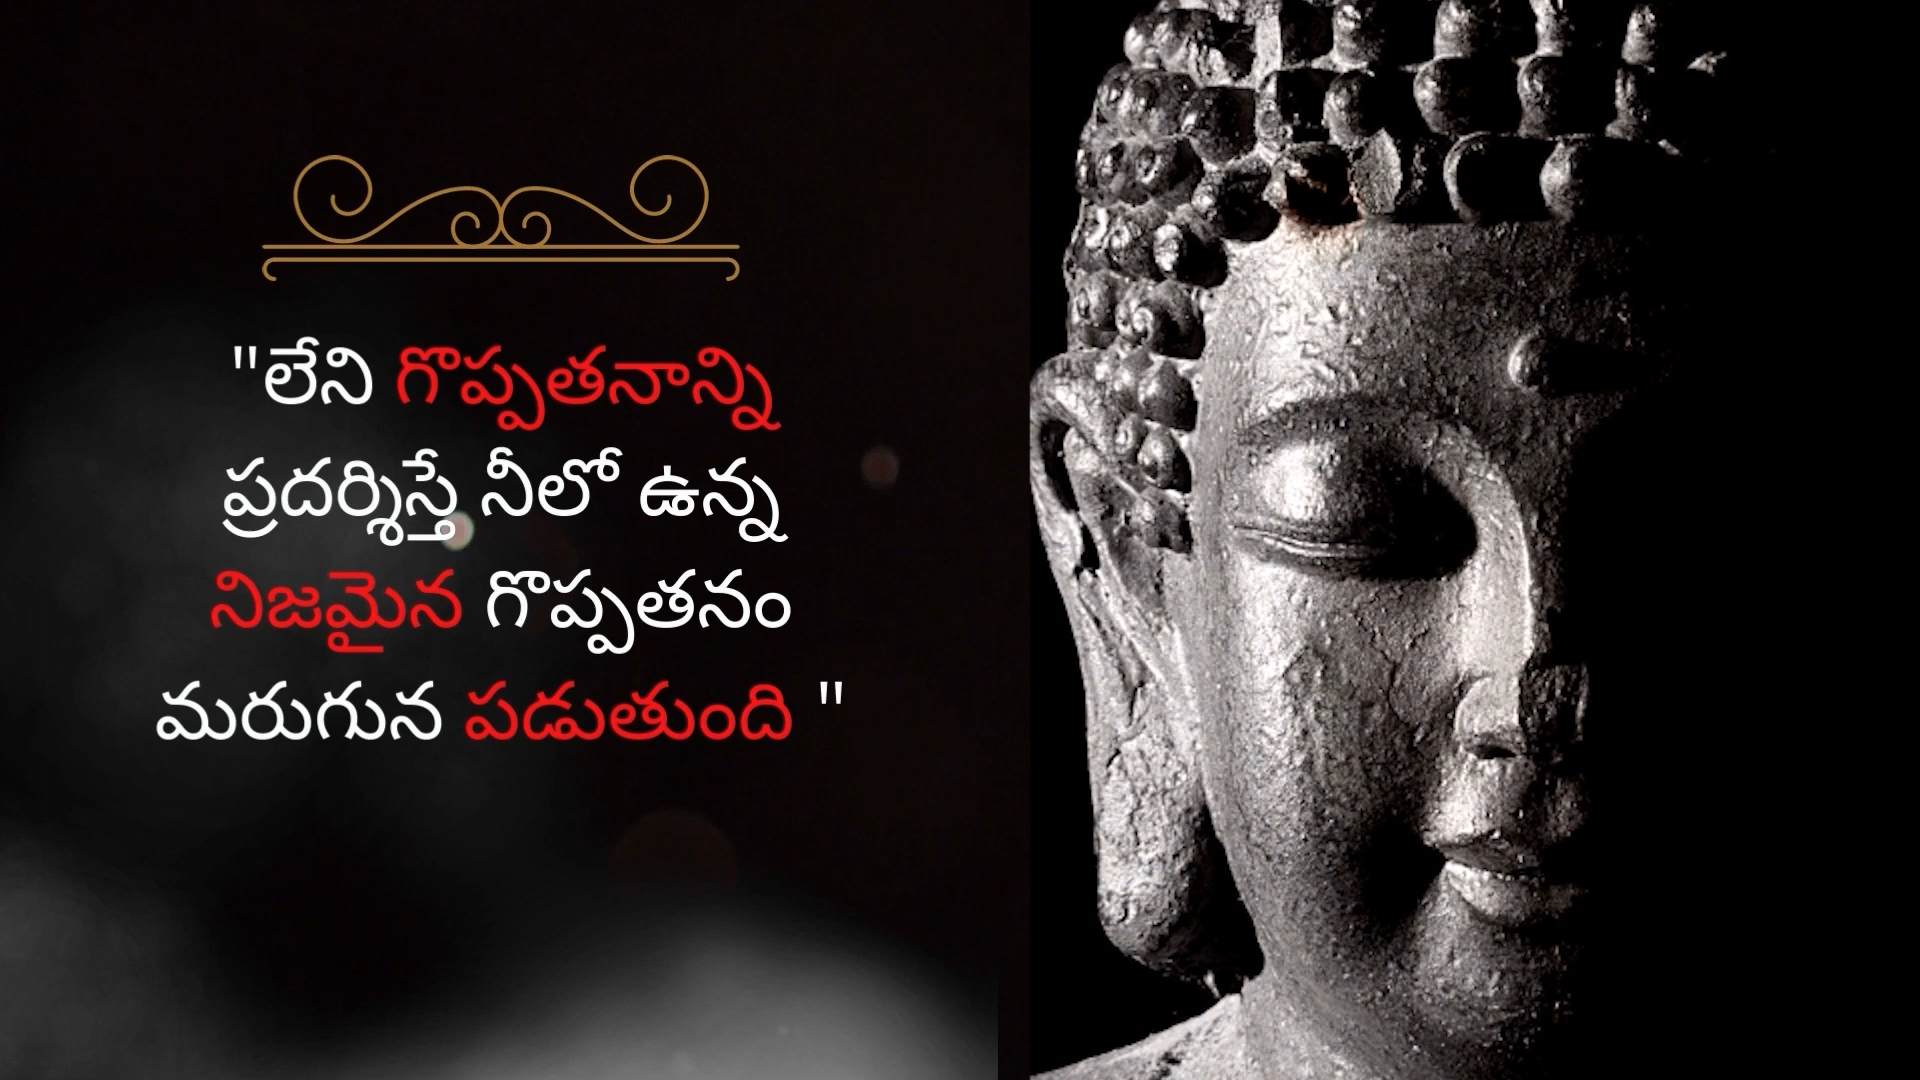 "లేని గొప్పతనాన్ని
ప్రదర్శిస్తే నీలో ఉన్న
నిజమైన గొప్పతనం
మరుగున పడుతుంది "